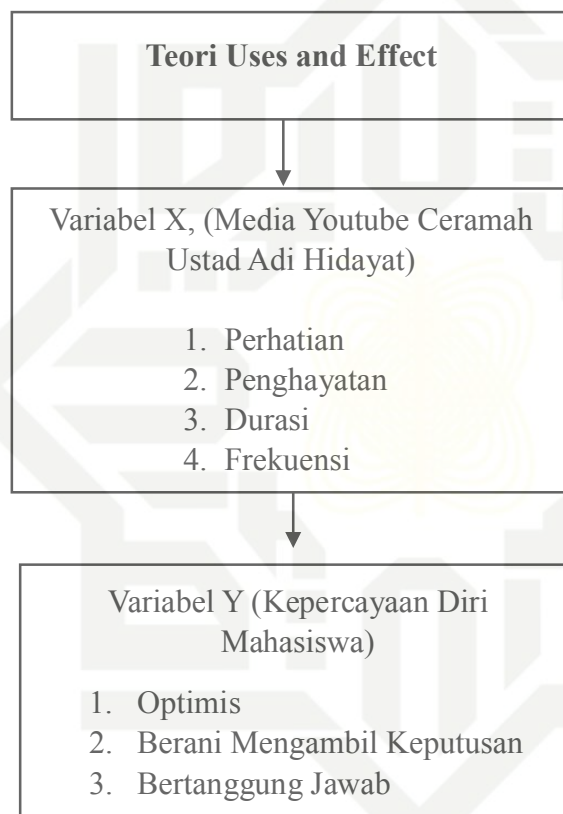 Teori Uses and Effect
Variabel X, (Media Youtube Ceramah
Ustad Adi Hidayat)
1. Perhatian
2. Penghayatan
3. Durasi
4. Frekuensi
Variabel Y (Kepercayaan Diri
Mahasiswa)
1. Optimis
2. Berani Mengambil Keputusan
3. Bertanggung Jawab